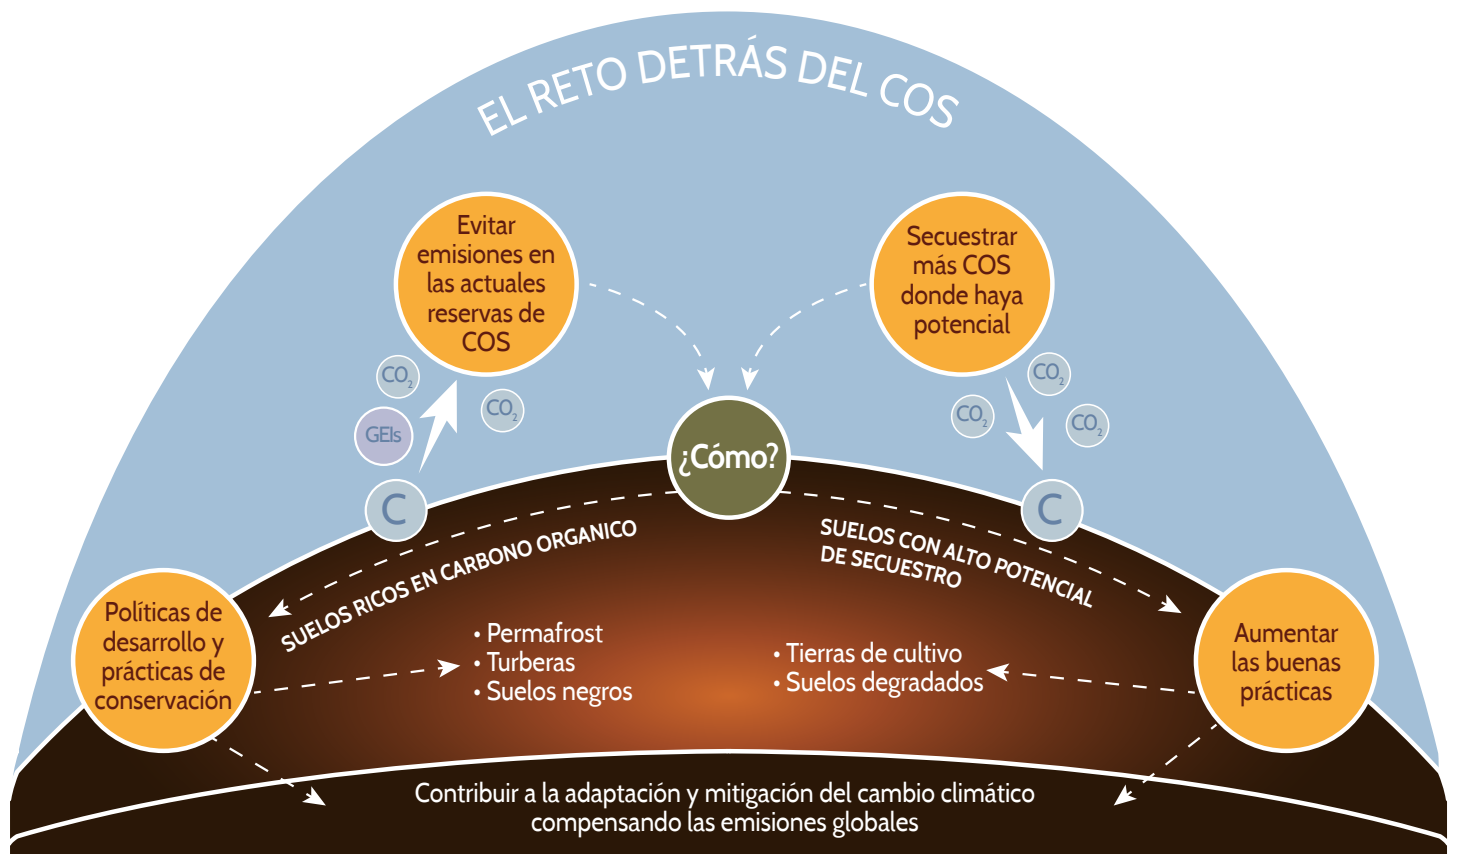 EL RETO DETRÁS DEL COS
Evitar
emisiones en
las actuales
reservas de
COS
Secuestrar
más COS
donde haya
potencial
CO2
GEIs
CO2
C
CO2
CO2
CO2
C
¿Cómo?
SUELOS RICOS EN CARBONO ORGANICO
SUELOS CON ALTO POTENCIAL
DE SECUESTRO
Políticas de
desarrollo y
prácticas de
conservación
• Permafrost
• Turberas
• Suelos negros
• Tierras de cultivo
• Suelos degradados
Aumentar
las buenas
prácticas
Contribuir a la adaptación y mitigación del cambio climático
compensando las emisiones globales